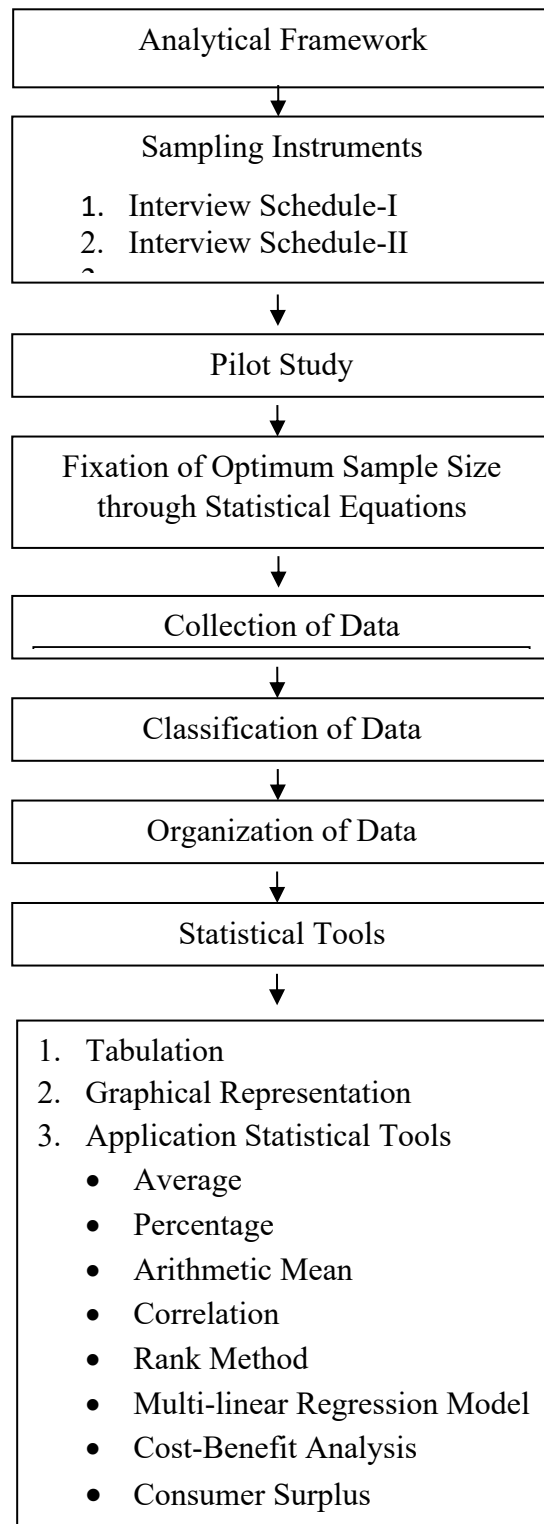 Analytical Framework
Sampling Instruments
1. Interview Schedule-I
2. Interview Schedule-II
Pilot Study
Fixation of Optimum Sample Size
through Statistical Equations
Collection of Data
Classification of Data
Organization of Data
Statistical Tools
1. Tabulation
2. Graphical Representation
3. Application Statistical Tools
• Average
• Percentage
• Arithmetic Mean
• Correlation
• Rank Method
• Multi-linear Regression Model
• Cost-Benefit Analysis
• Consumer Surplus